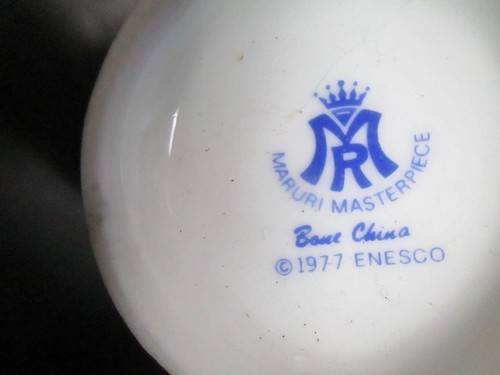 MR
MARURI MASTERPIECE
Bone China
© 1977 ENESCO